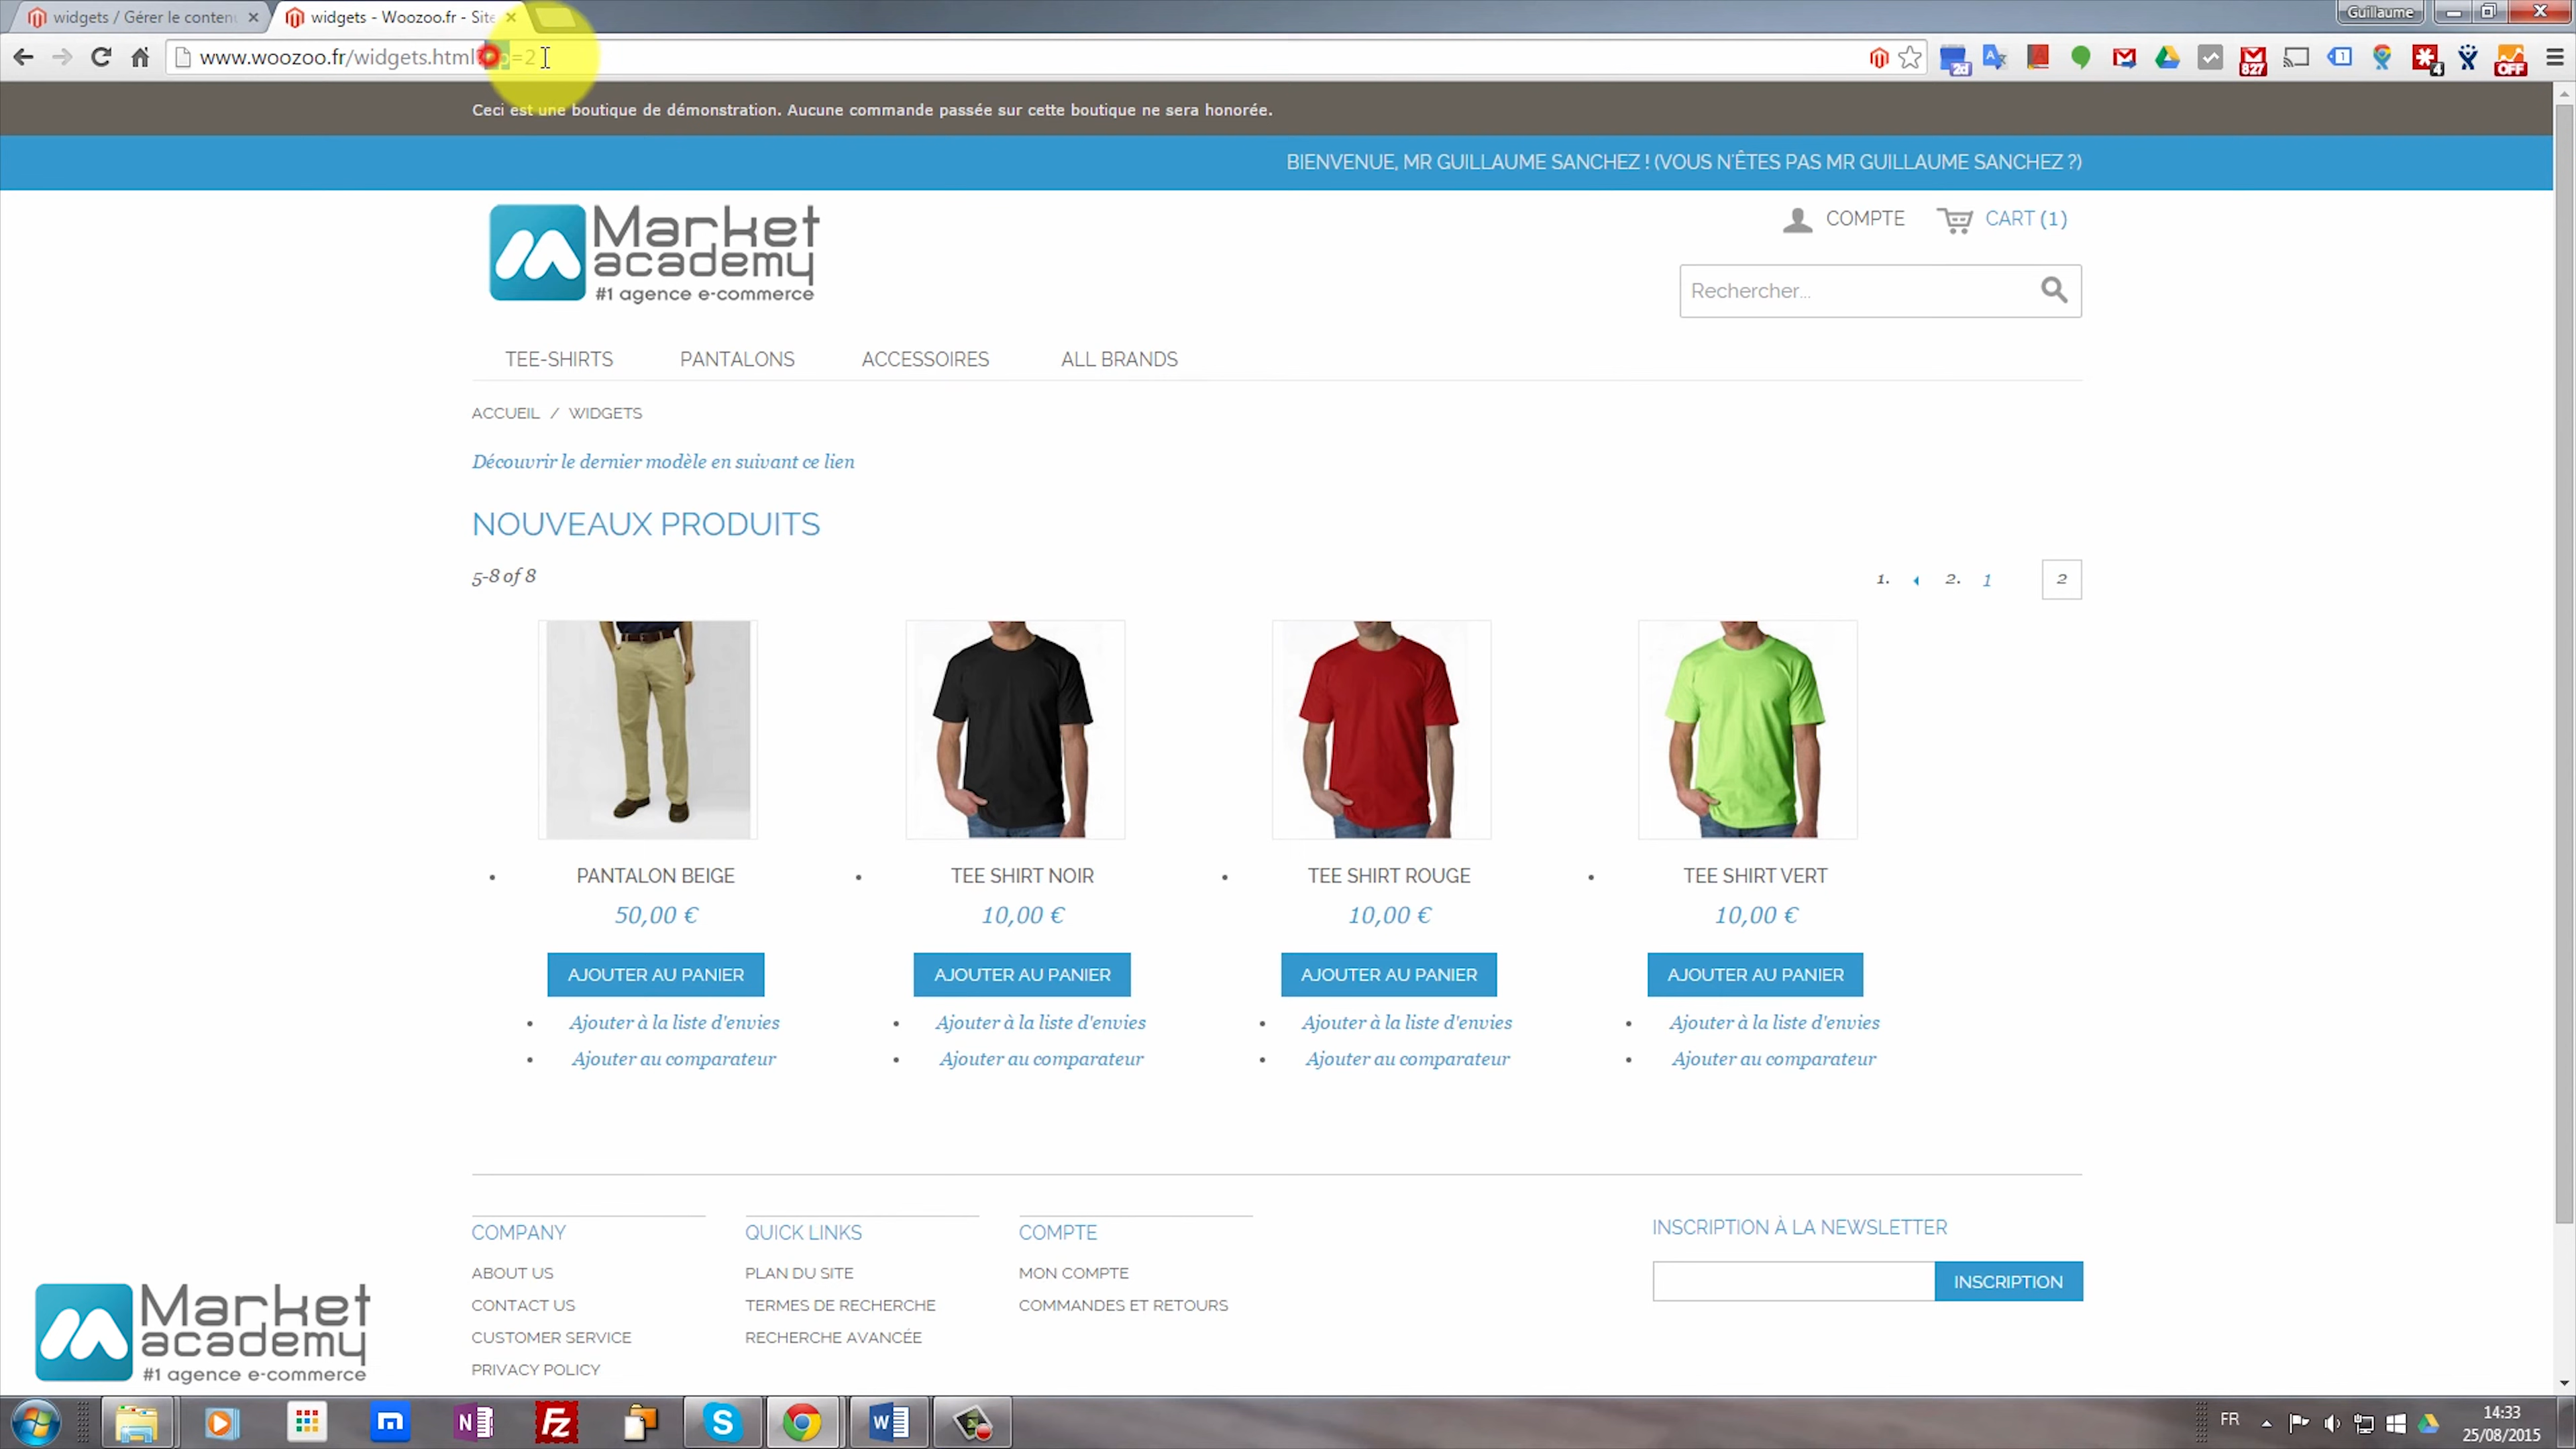 widgets / Gérer le conten
widgets - Woozoo.fr - Site
Guillaume
www.woozoo.fr/widgets.html
=2
2d
827
1
4
OFF
Ceci est une boutique de démonstration. Aucune commande passée sur cette boutique ne sera honorée.
BIENVENUE, MR GUILLAUME SANCHEZ ! (VOUS N'ÊTES PAS MR GUILLAUME SANCHEZ ?)
Market
academy
#1 agence e-commerce
COMPTE
CART (1)
Rechercher...
TEE-SHIRTS PANTALONS ACCESSOIRES ALL BRANDS
ACCUEIL / WIDGETS
Découvrir le dernier modèle en suivant ce lien
NOUVEAUX PRODUITS
5-8 of 8
1. 2. 1 2
PANTALON BEIGE TEE SHIRT NOIR TEE SHIRT ROUGE TEE SHIRT VERT
50,00 € 10,00 € 10,00 € 10,00 €
AJOUTER AU PANIER AJOUTER AU PANIER AJOUTER AU PANIER AJOUTER AU PANIER
Ajouter à la liste d'envies Ajouter à la liste d'envies Ajouter à la liste d'envies Ajouter à la liste d'envies
Ajouter au comparateur Ajouter au comparateur Ajouter au comparateur Ajouter au comparateur
COMPANY
ABOUT US
CONTACT US
CUSTOMER SERVICE
PRIVACY POLICY
QUICK LINKS
PLAN DU SITE
TERMES DE RECHERCHE
RECHERCHE AVANCÉE
COMPTE
MON COMPTE
COMMANDES ET RETOURS
INSCRIPTION À LA NEWSLETTER
INSCRIPTION
Market
academy
#1 agence e-commerce
FR
14:33
25/08/2015